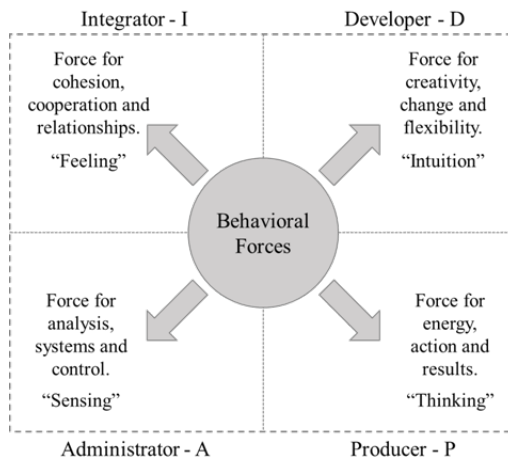 Integrator - I
Developer - D
Force for
cohesion,
cooperation and
relationships.
“Feeling”
Force for
creativity,
change and
flexibility.
“Intuition”
Behavioral
Forces
Force for
analysis,
systems and
control.
“Sensing”
Force for
energy,
action and
results.
“Thinking”
Administrator - A
Producer - P